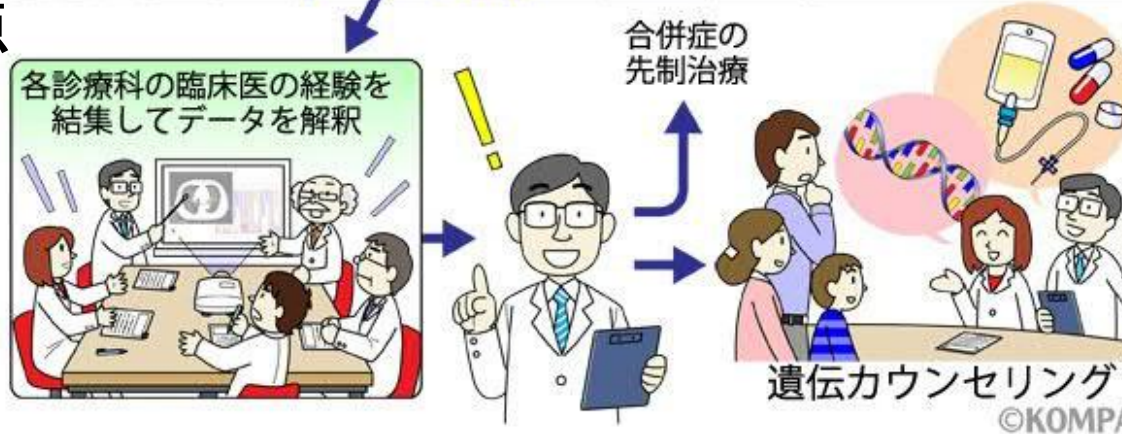 各診療科の臨床医の経験を
結集してデータを解釈
合併症の
先制治療
遺伝カウンセリング